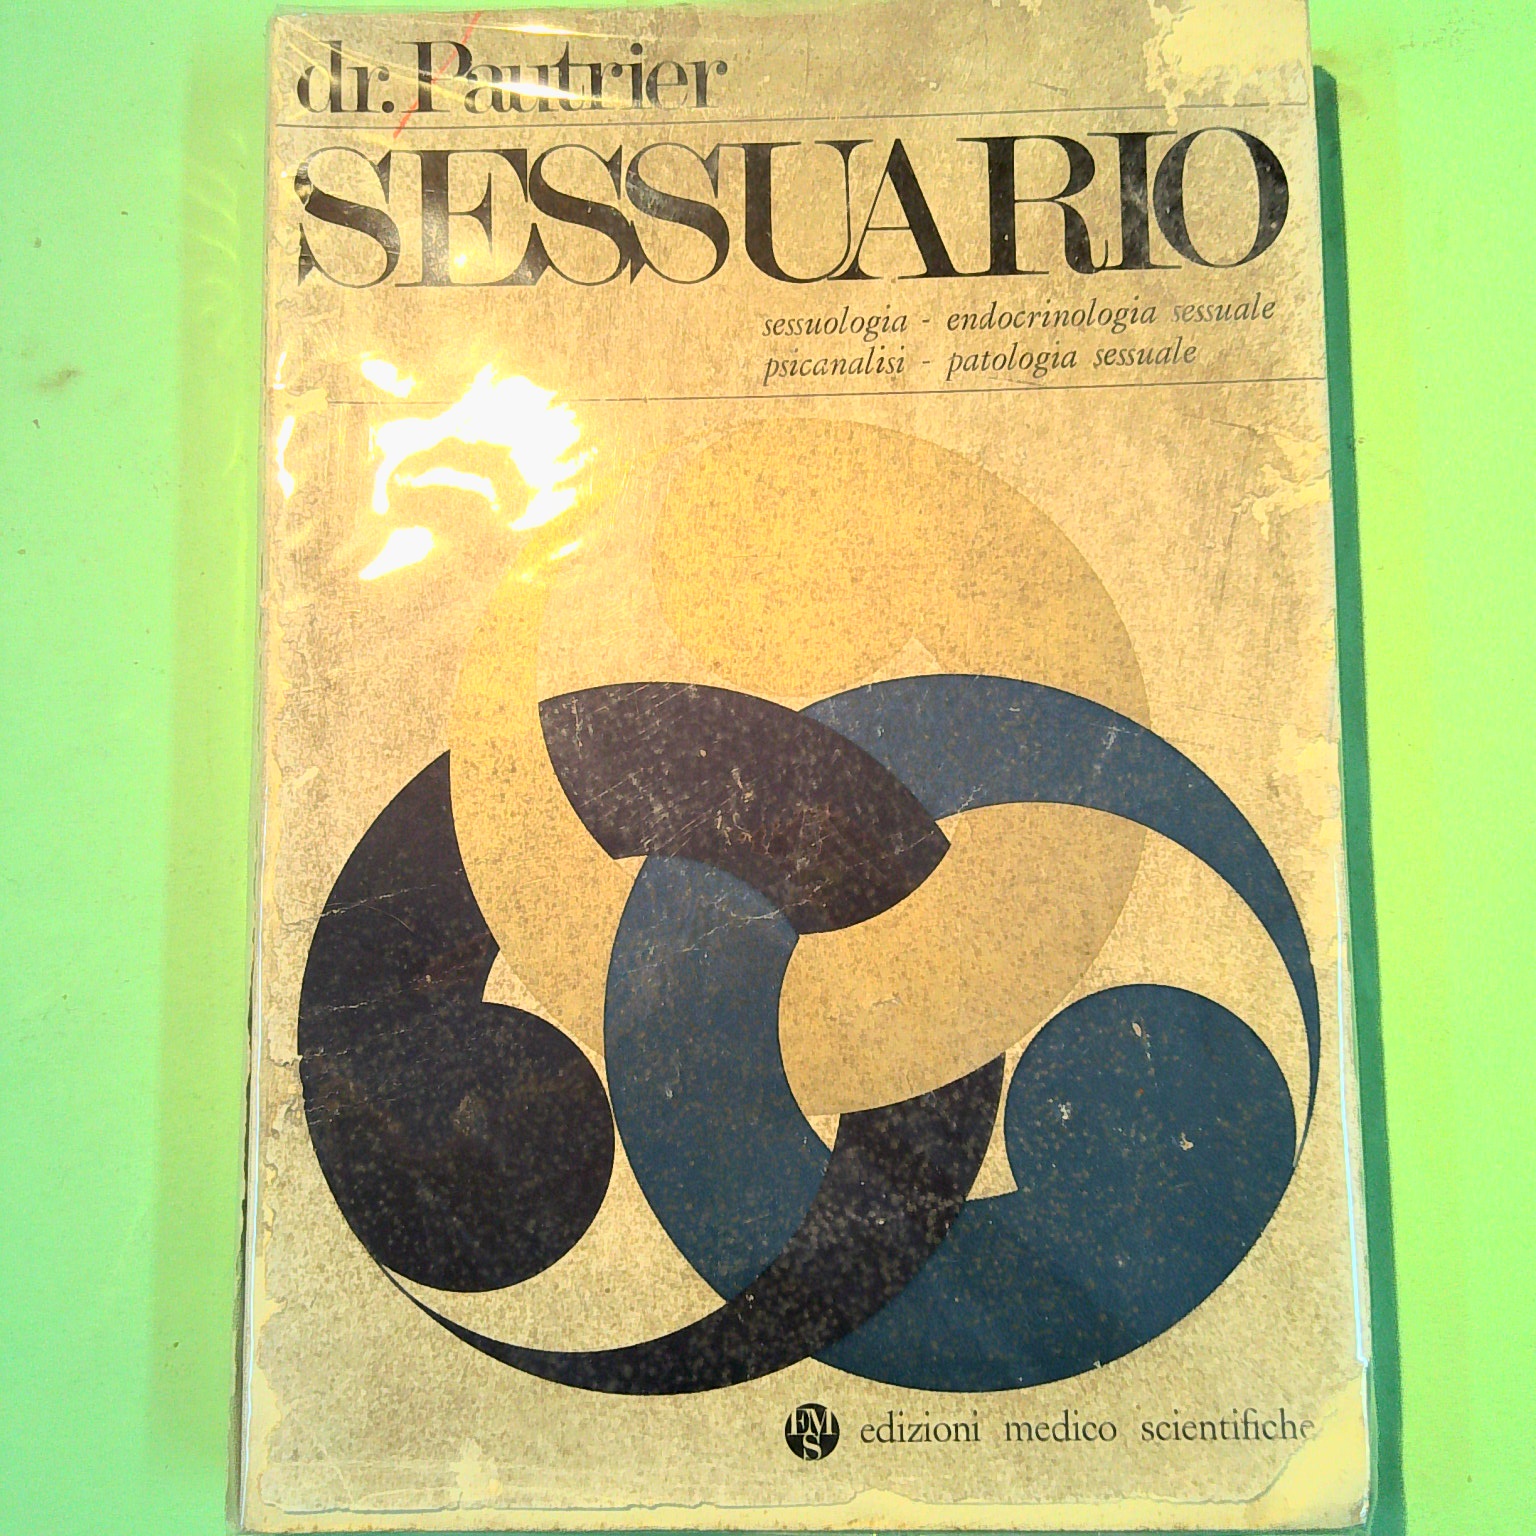 dr. Pautrier
SESSUARIO
sessuologia - endocrinologia sessuale
psicanalisi - patologia sessuale
EMS edizioni medico scientifiche